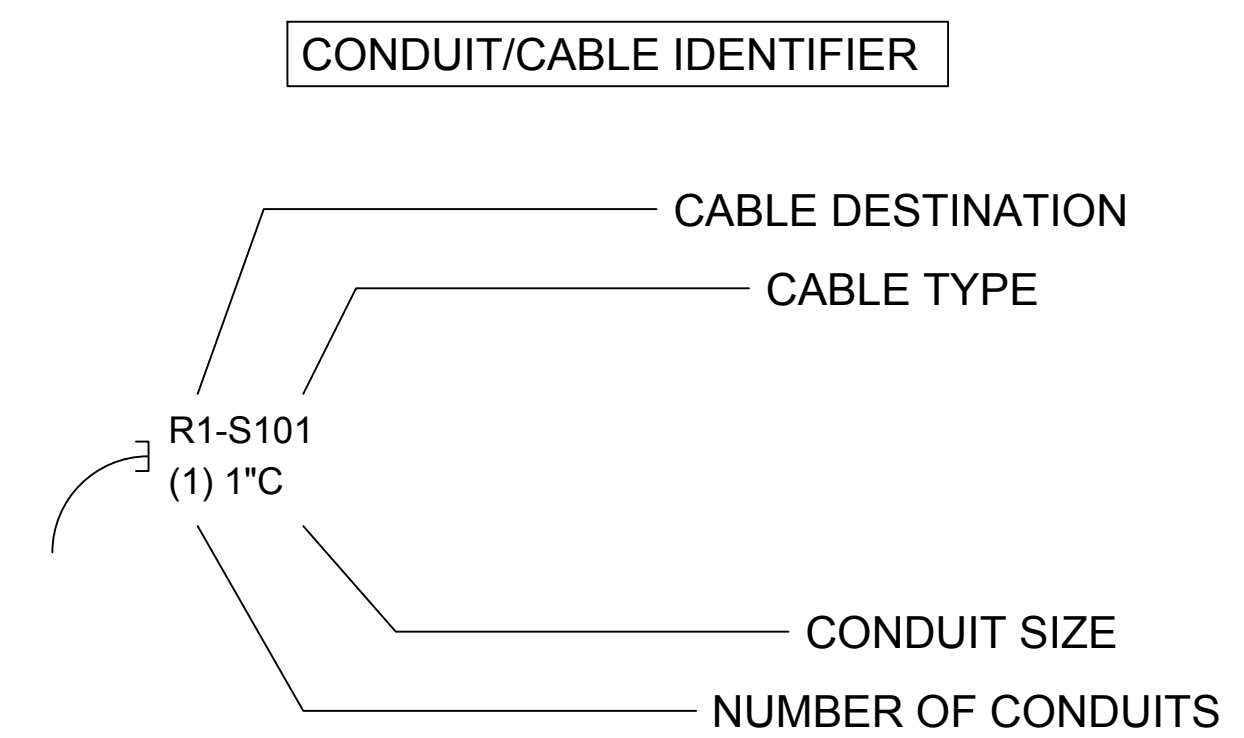 CONDUIT/CABLE IDENTIFIER
CABLE DESTINATION
CABLE TYPE
R1-S101
(1) 1"C
CONDUIT SIZE
NUMBER OF CONDUITS